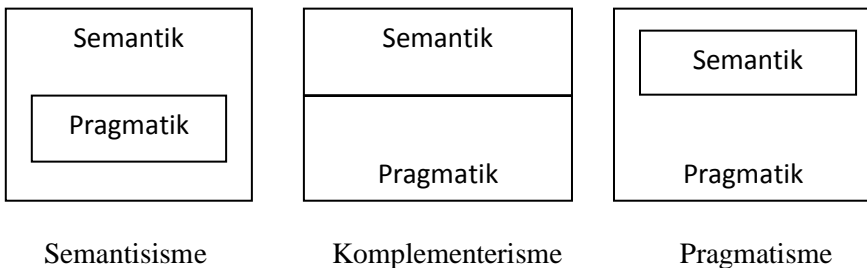 Semantik
Pragmatik
Semantisisme
Semantik
Pragmatik
Komplementerisme
Semantik
Pragmatik
Pragmatisme